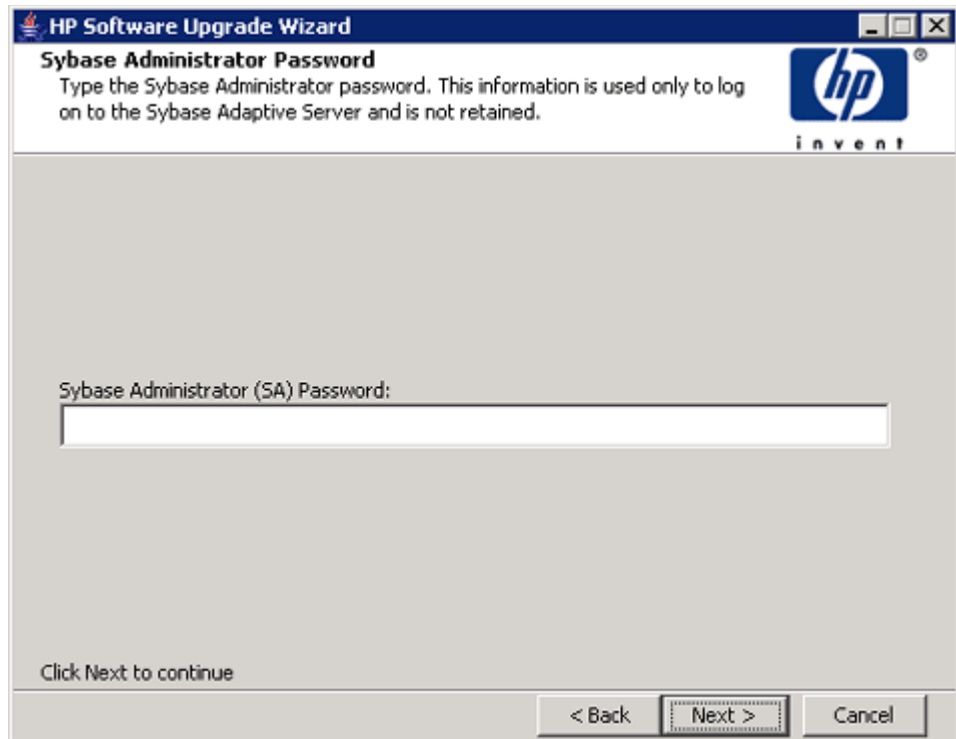 HP Software Upgrade Wizard
Sybase Administrator Password
Type the Sybase Administrator password. This information is used only to log
on to the Sybase Adaptive Server and is not retained.
hp
®
invent
Sybase Administrator (SA) Password:
Click Next to continue
< Back
Next >
Cancel